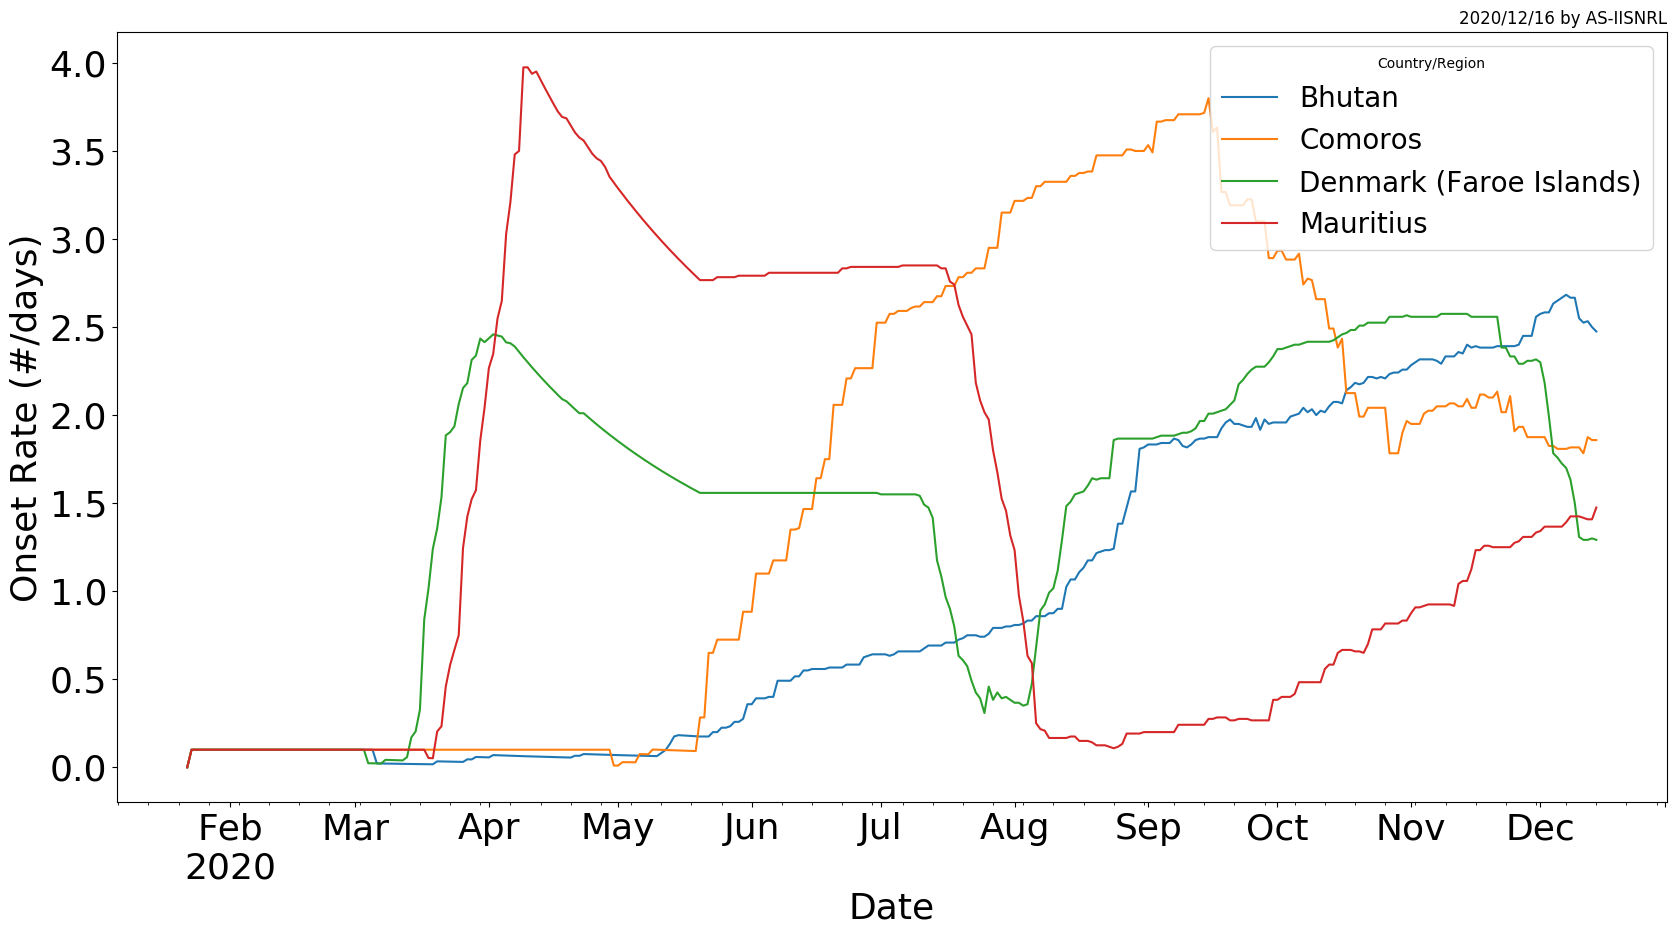 2020/12/16 by AS-IISNRL
Country/Region
Bhutan
Comoros
Denmark (Faroe Islands)
Mauritius
Onset Rate (#/days)
4.0
3.5
3.0
2.5
2.0
1.5
1.0
0.5
0.0
Feb Mar Apr May Jun Jul Aug Sep Oct Nov Dec
2020
Date